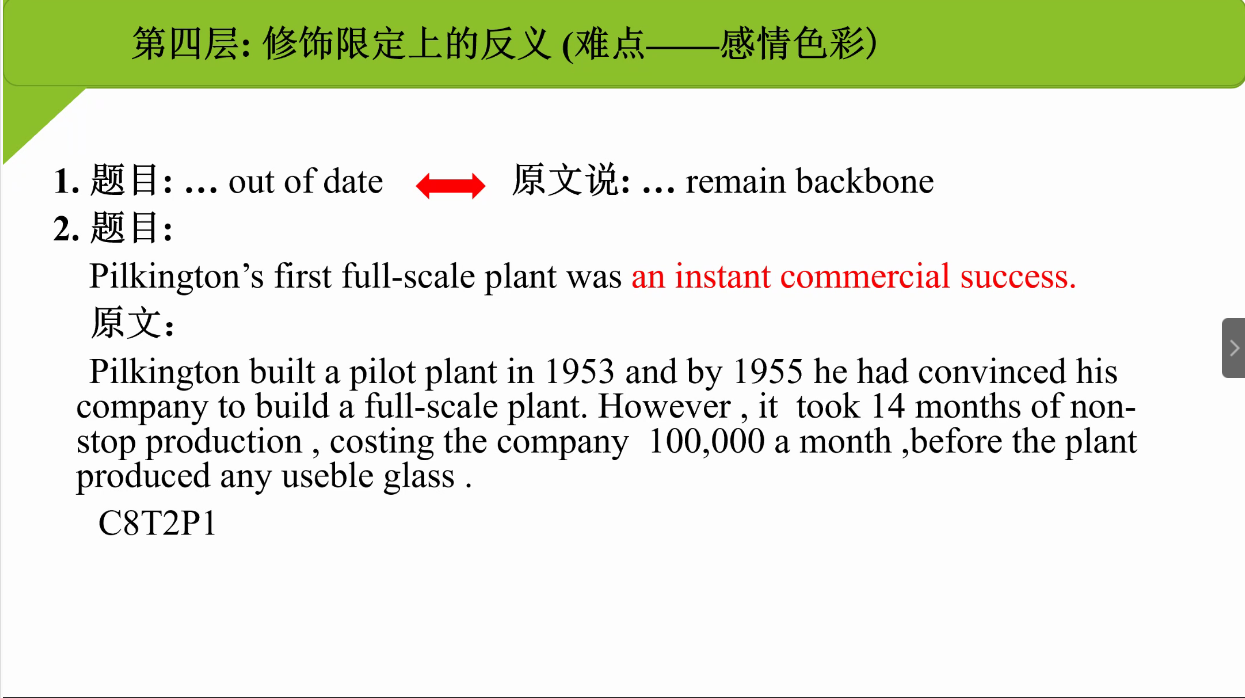 第四层: 修饰限定上的反义 (难点——感情色彩）
1. 题目: … out of date 原文说: … remain backbone
2. 题目:
Pilkington’s first full-scale plant was an instant commercial success.
原文：
Pilkington built a pilot plant in 1953 and by 1955 he had convinced his
company to build a full-scale plant. However , it took 14 months of non-
stop production , costing the company 100,000 a month ,before the plant
produced any useble glass .
C8T2P1